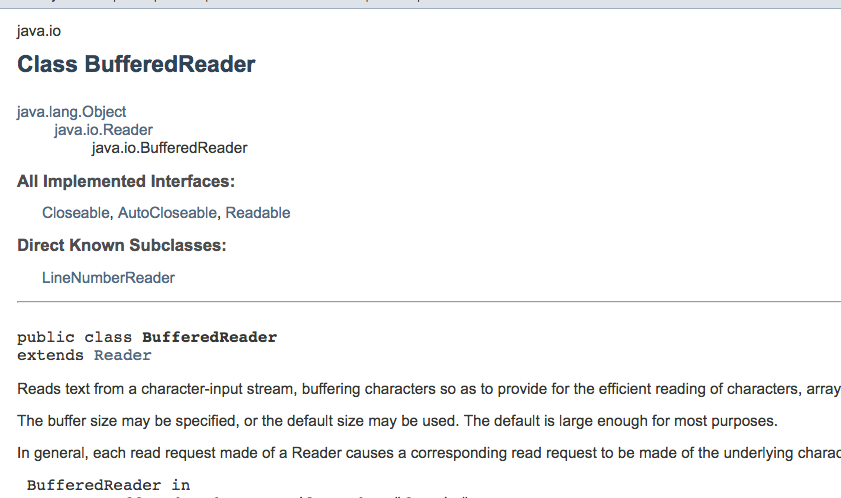 java.io
Class BufferedReader
java.lang.Object
java.io.Reader
java.io.BufferedReader
All Implemented Interfaces:
Closeable, AutoCloseable, Readable
Direct Known Subclasses:
LineNumberReader
public class BufferedReader
extends Reader
Reads text from a character-input stream, buffering characters so as to provide for the efficient reading of characters, array
The buffer size may be specified, or the default size may be used. The default is large enough for most purposes.
In general, each read request made of a Reader causes a corresponding read request to be made of the underlying charac
BufferedReader in